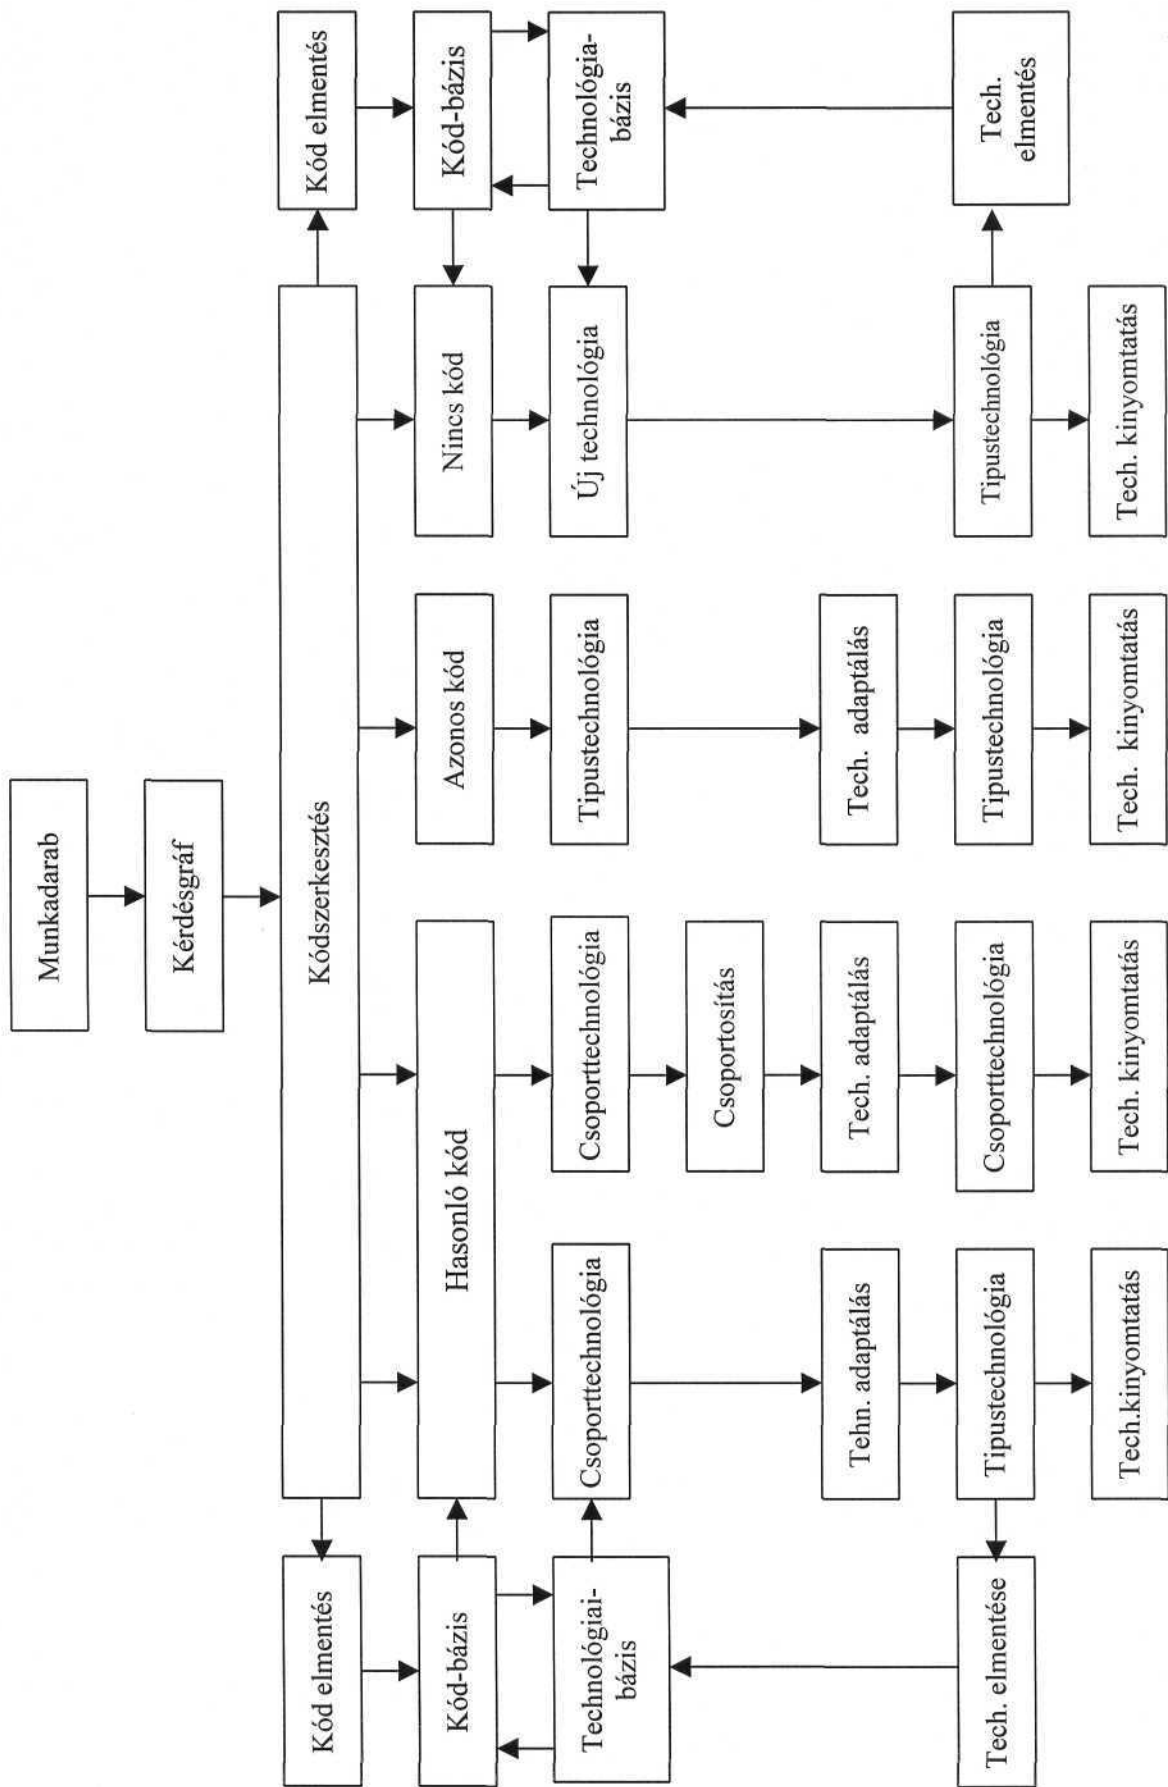 Munkadarab
Kérdésgráf
Kódszerkesztés
Kód elmentés
Kód elmentés
Kód-bázis
Hasonló kód
Azonos kód
Nincs kód
Kód-bázis
Technológiai-
bázis
Csoporttechnológia
Csoporttechnológia
Tipustechnológia
Új technológia
Technológia-
bázis
Csoportosítás
Tehn. adaptálás
Tech. adaptálás
Tech. adaptálás
Tech. elmentése
Tipustechnológia
Csoporttechnológia
Tipustechnológia
Tipustechnológia
Tech.
elmentés
Tech.kinyomtatás
Tech. kinyomtatás
Tech. kinyomtatás
Tech. kinyomtatás